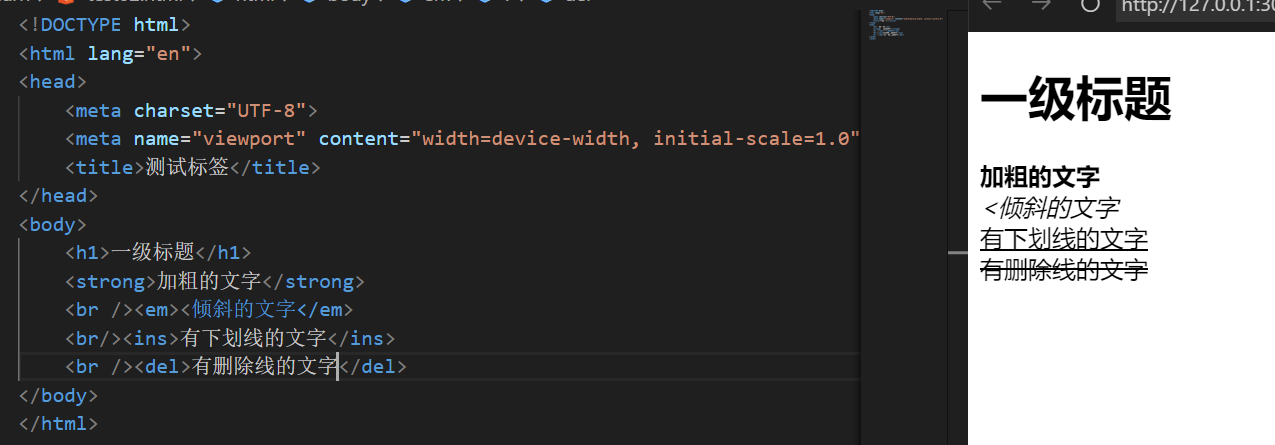 <!DOCTYPE html>
<html lang="en">
<head>
<meta charset="UTF-8">
<meta name="viewport" content="width=device-width, initial-scale=1.0"
<title>测试标签</title>
</head>
<body>
<h1>一级标题</h1>
<strong>加粗的文字</strong>
<br /><em><倾斜的文字</em>
<br/><ins>有下划线的文字</ins>
<br /><del>有删除线的文字</del>
</body>
</html>
http://127.0.0.1:30
一级标题
加粗的文字
<倾斜的文字
有下划线的文字
有删除线的文字